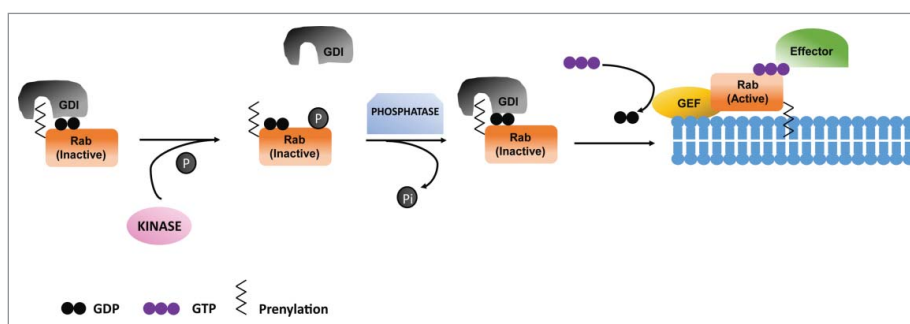 GDI
Effector
GDI
GDI
PHOSPHATASE
GEF
Rab
(Active)
P
Rab
(Inactive)
Rab
(Inactive)
Rab
(Inactive)
P
Pi
KINASE
GDP
GTP
Prenylation